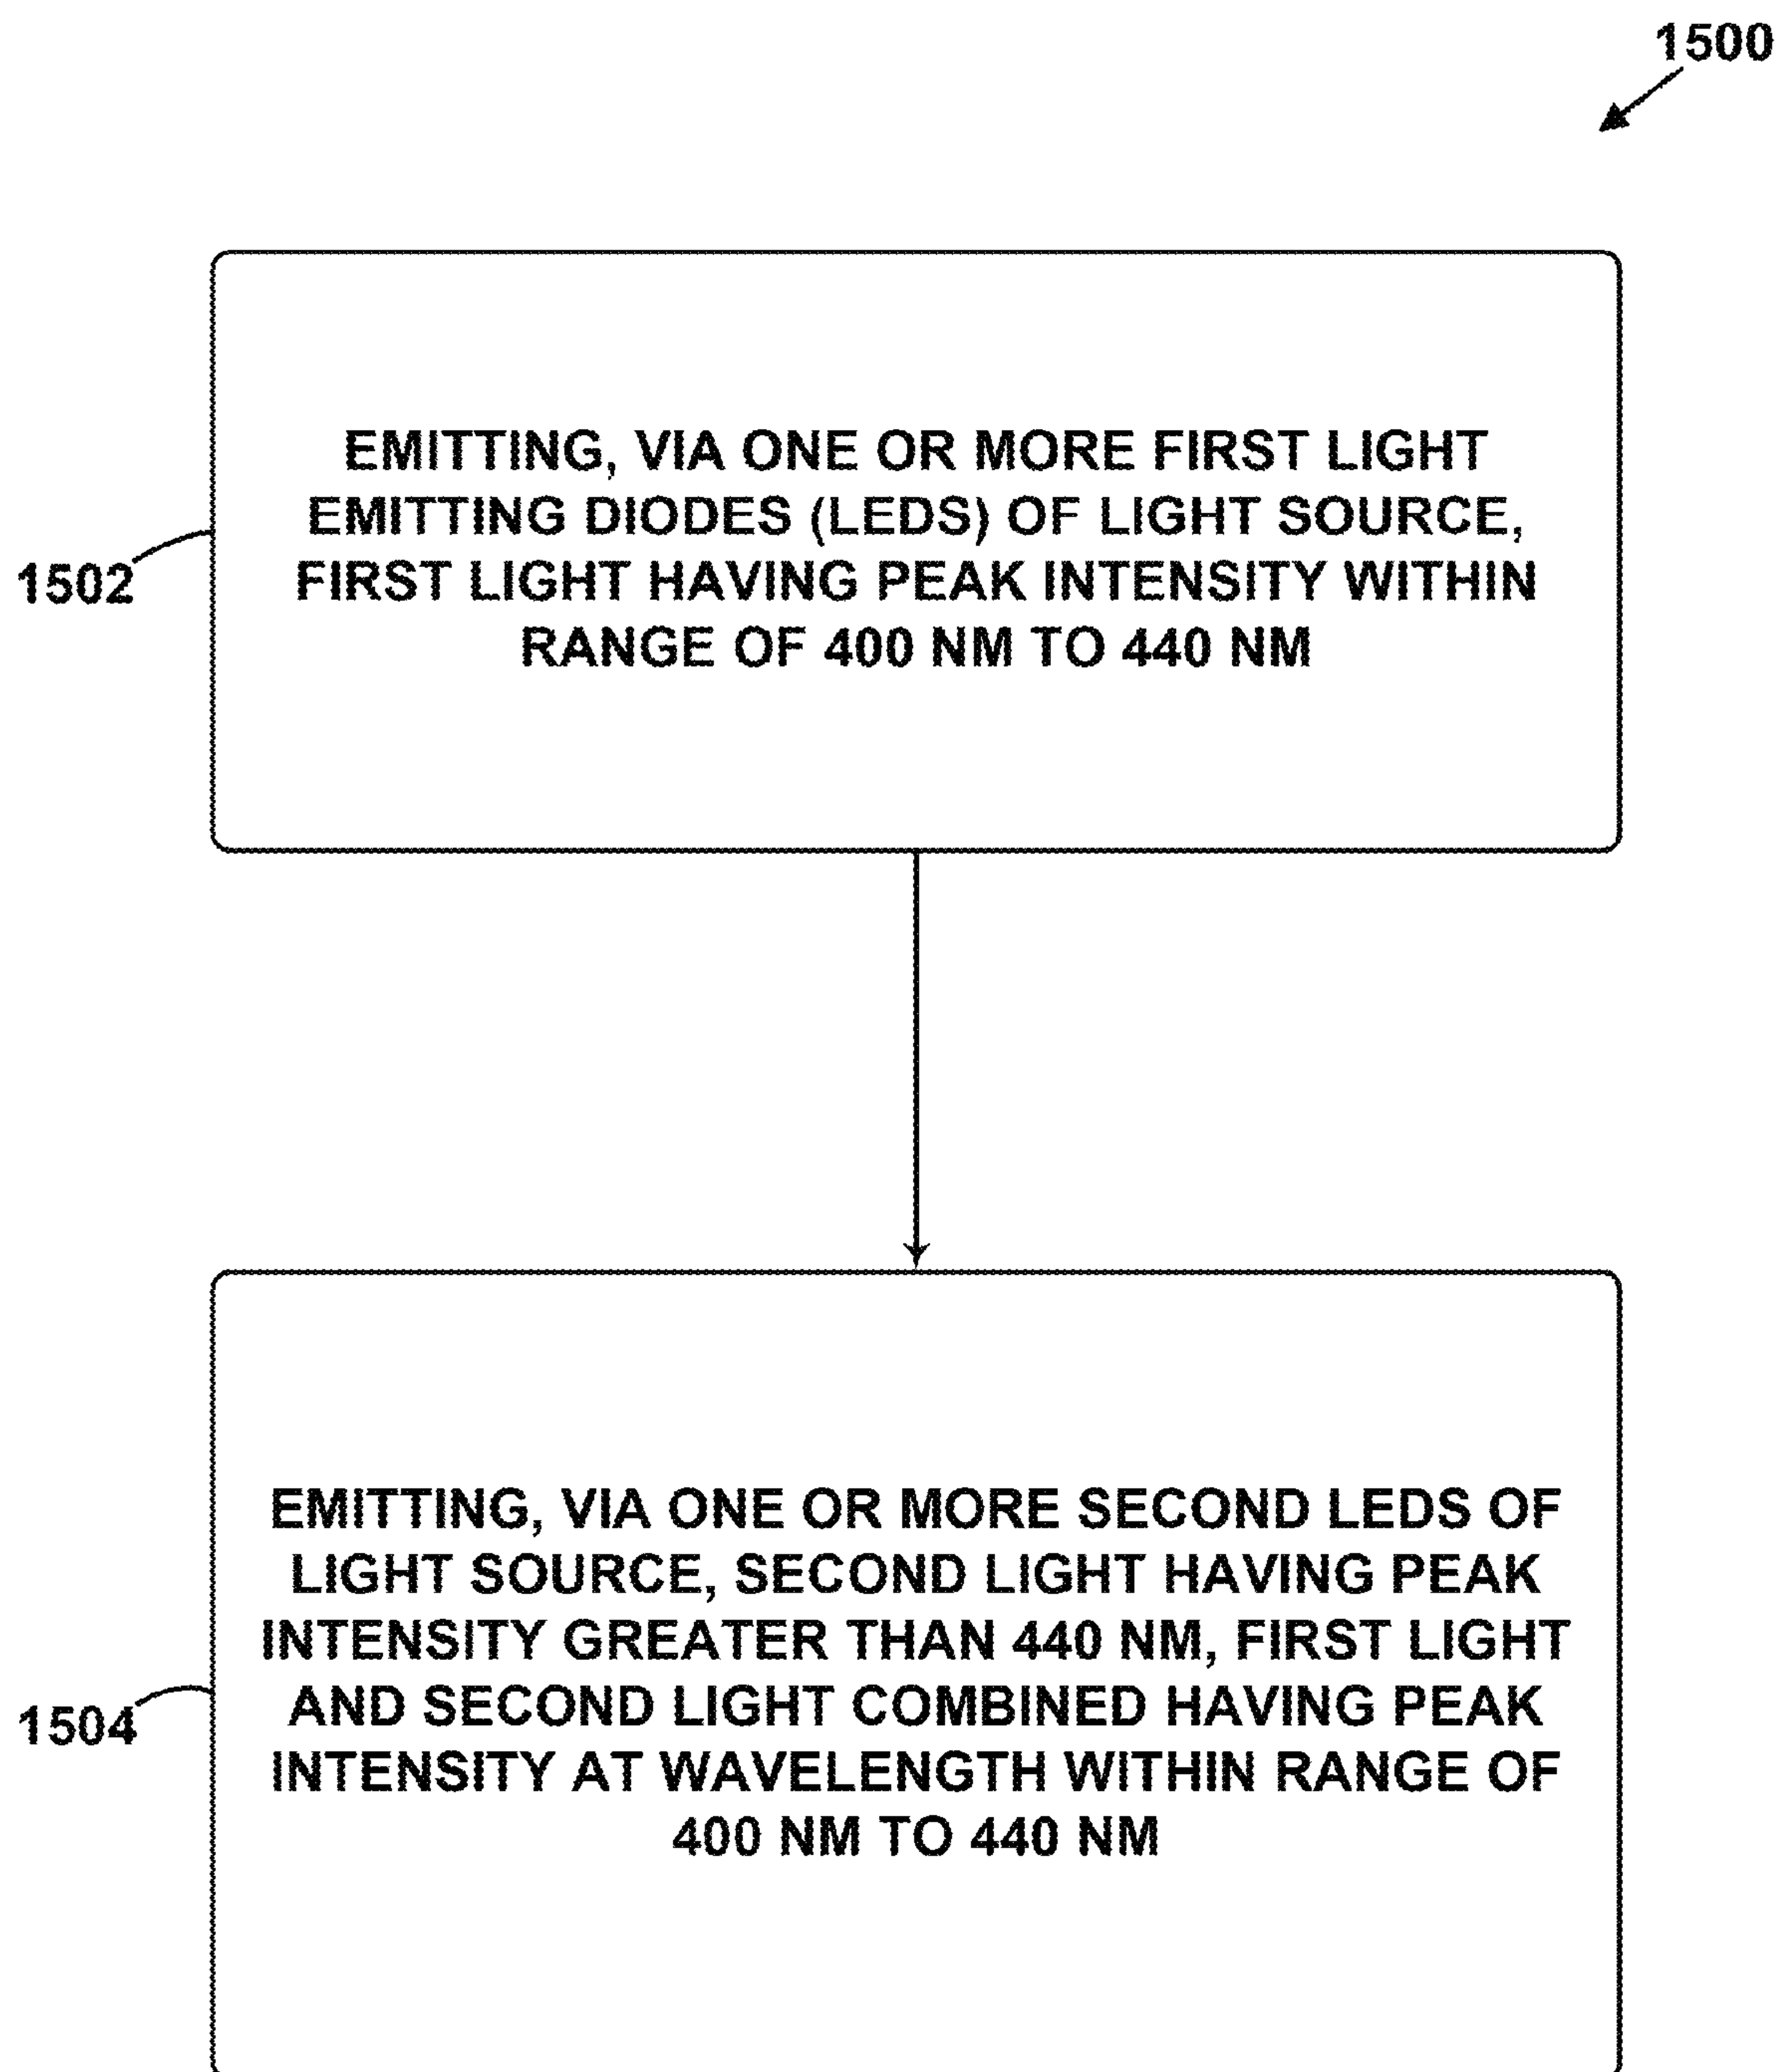 1500
EMITTING, VIA ONE OR MORE FIRST LIGHT
EMITTING DIODES (LEDS) OF LIGHT SOURCE,
FIRST LIGHT HAVING PEAK INTENSITY WITHIN
RANGE OF 400 NM TO 440 NM
1502
EMITTING, VIA ONE OR MORE SECOND LEDS OF
LIGHT SOURCE, SECOND LIGHT HAVING PEAK
INTENSITY GREATER THAN 440 NM, FIRST LIGHT
AND SECOND LIGHT COMBINED HAVING PEAK
INTENSITY AT WAVELENGTH WITHIN RANGE OF
400 NM TO 440 NM
1504